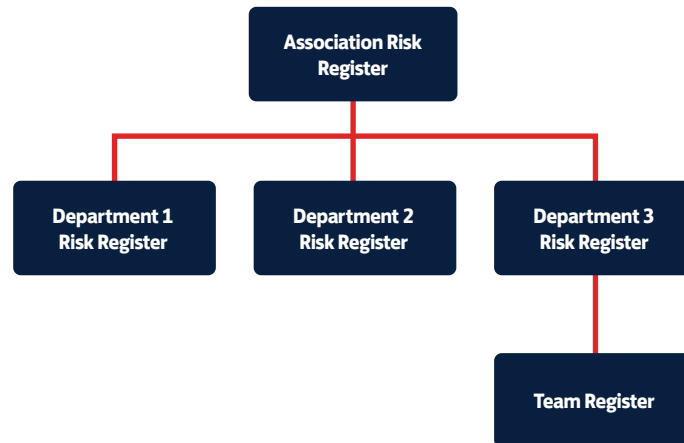 Association Risk
Register
Department 1
Risk Register
Department 2
Risk Register
Department 3
Risk Register
Team Register